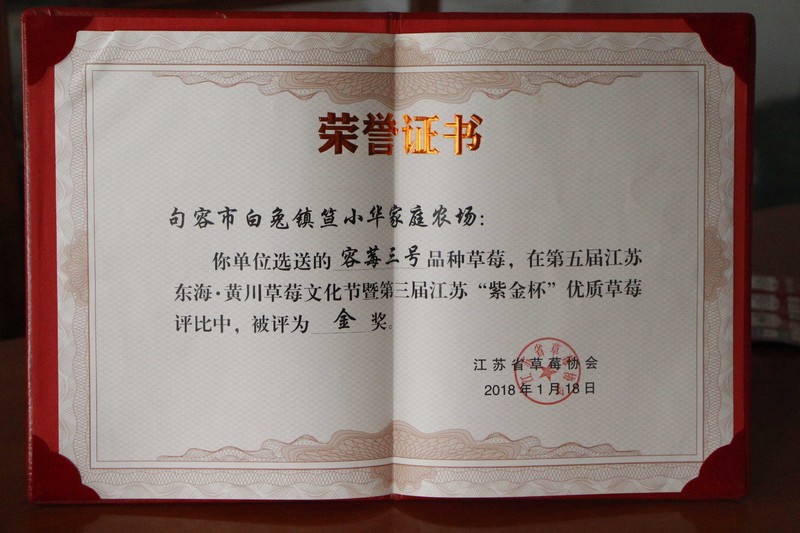 荣誉证书
句容市白兔镇笪小华家庭农场：
你单位选送的 容莓三号 品种草莓，在第五届江苏
东海·黄川草莓文化节暨第三届江苏“紫金杯”优质草莓
评比中，被评为 金 奖。
江苏省草莓协会
2018年1月18日